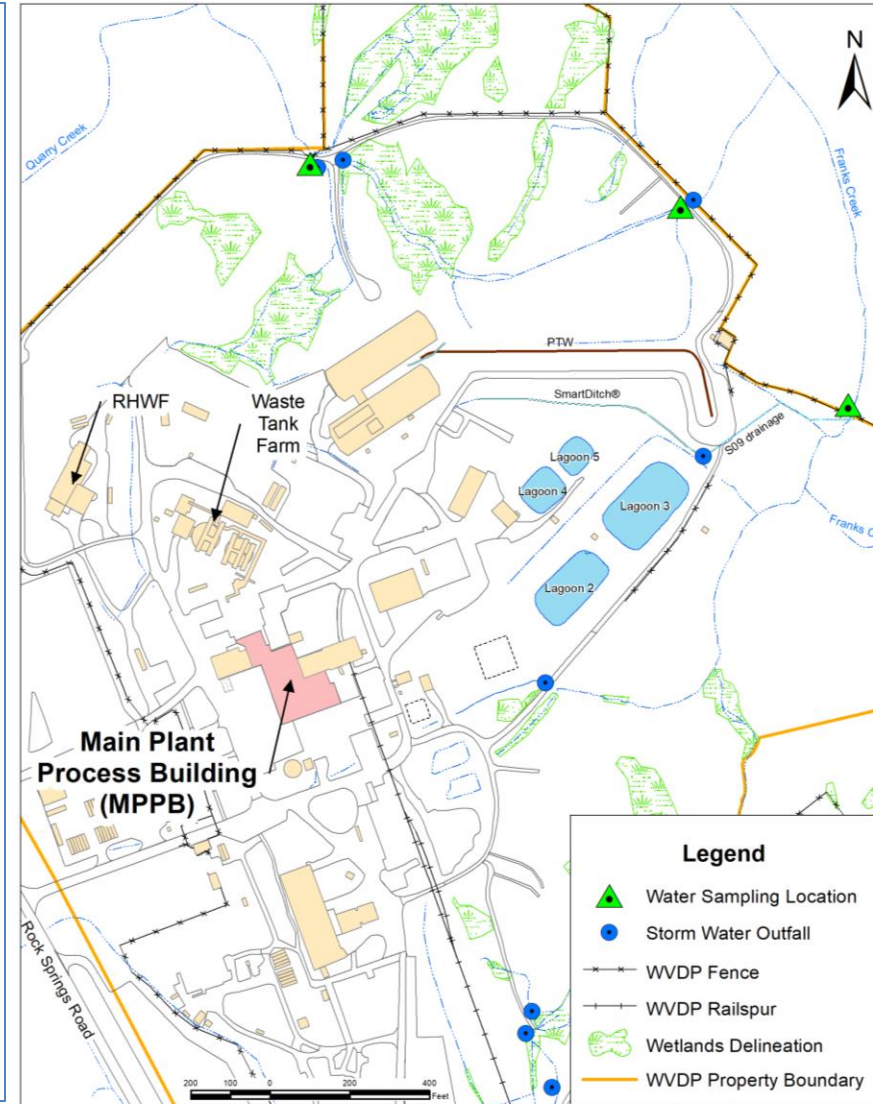 N
Quarry Creek
Franks Creek
PTW
SmartDitch®
S09 drainage
RHWF
Waste
Tank
Farm
Lagoon 5
Lagoon 4
Lagoon 3
Franks C
Lagoon 2
Main Plant
Process Building
(MPPB)
Rock Springs Road
Legend
Water Sampling Location
Storm Water Outfall
WVDP Fence
WVDP Railspur
Wetlands Delineation
WVDP Property Boundary
200 100 0 200 400
Feet